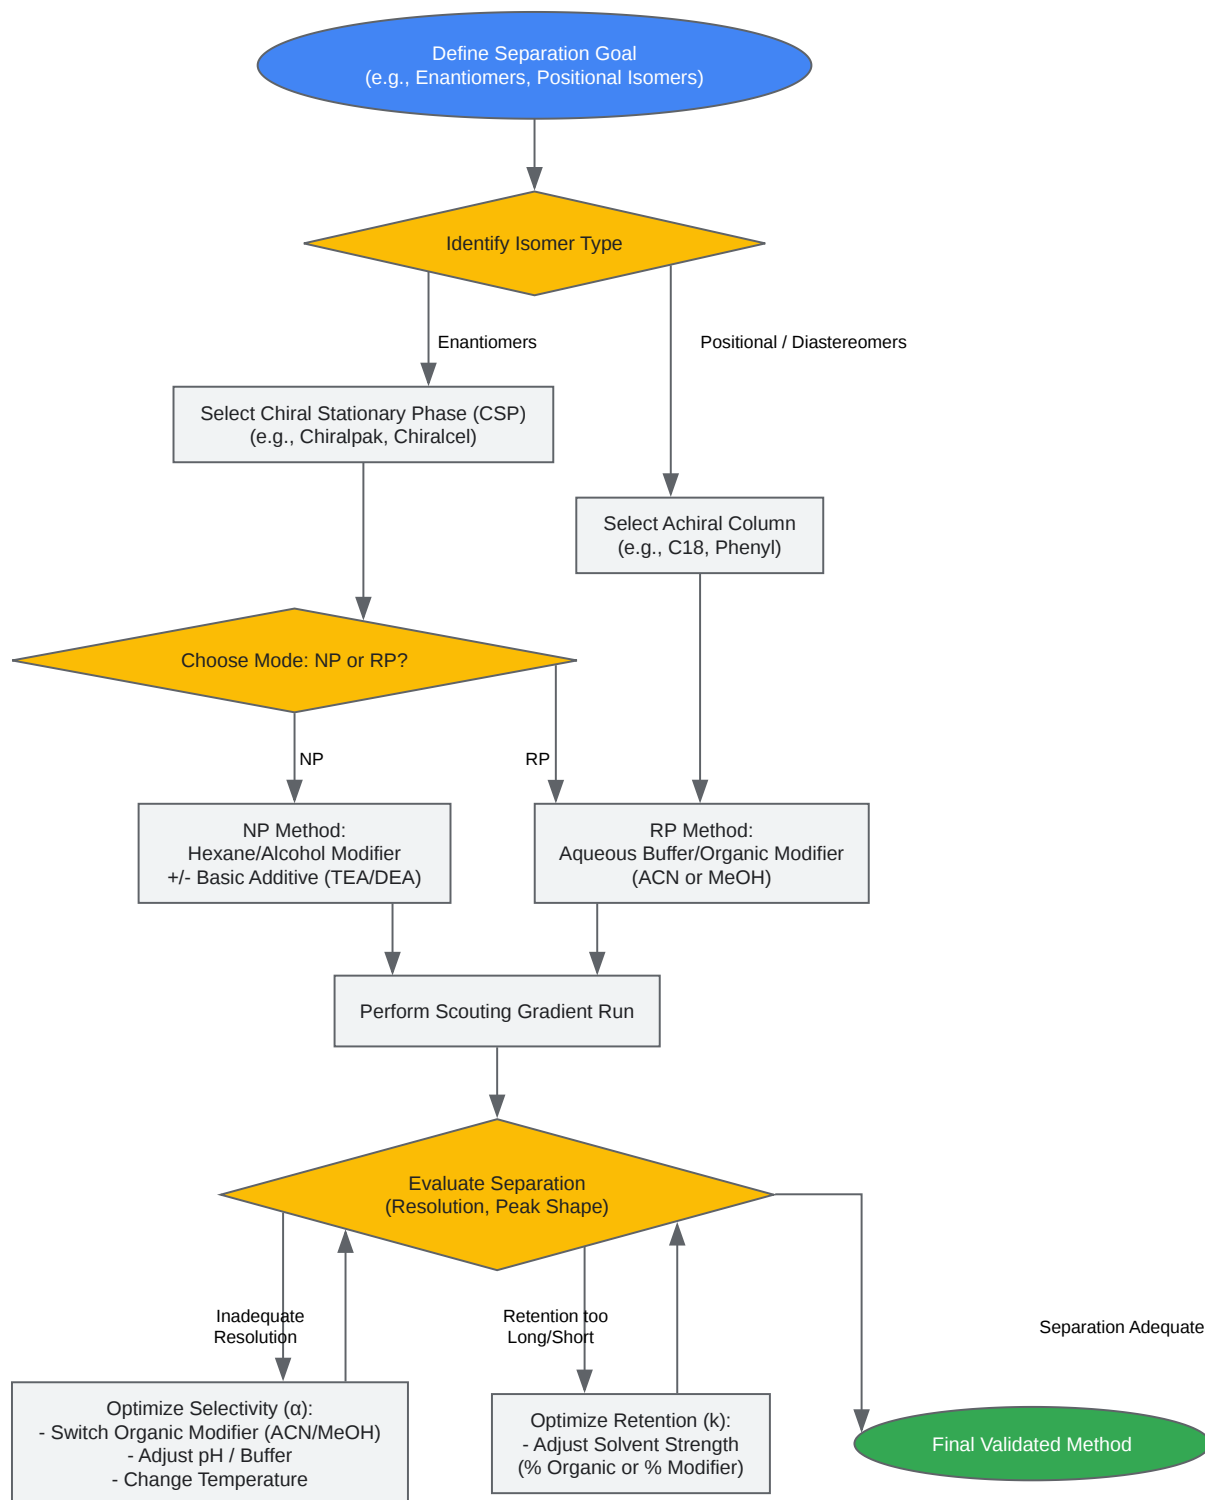 Define Separation Goal
(e.g., Enantiomers, Positional Isomers)
Identify Isomer Type
Enantiomers
Positional / Diastereomers
Select Chiral Stationary Phase (CSP)
(e.g., Chiralpak, Chiralcel)
Select Achiral Column
(e.g., C18, Phenyl)
Choose Mode: NP or RP?
NP
RP
NP Method:
Hexane/Alcohol Modifier
+/- Basic Additive (TEA/DEA)
RP Method:
Aqueous Buffer/Organic Modifier
(ACN or MeOH)
Perform Scouting Gradient Run
Evaluate Separation
(Resolution, Peak Shape)
Inadequate
Resolution
Retention too
Long/Short
Separation Adequate
Optimize Selectivity (α):
- Switch Organic Modifier (ACN/MeOH)
- Adjust pH / Buffer
- Change Temperature
Optimize Retention (k):
- Adjust Solvent Strength
(% Organic or % Modifier)
Final Validated Method